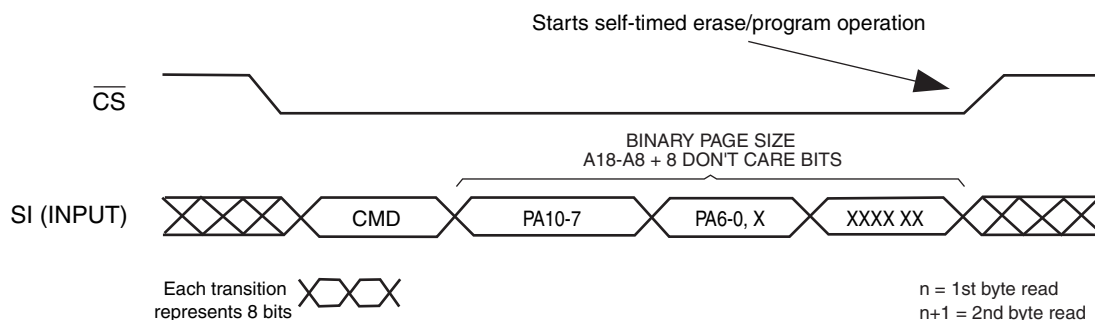 Starts self-timed erase/program operation
CS
BINARY PAGE SIZE
A18-A8 + 8 DON'T CARE BITS
SI (INPUT)
CMD
PA10-7
PA6-0, X
XXXX XX
Each transition
represents 8 bits
n = 1st byte read
n+1 = 2nd byte read